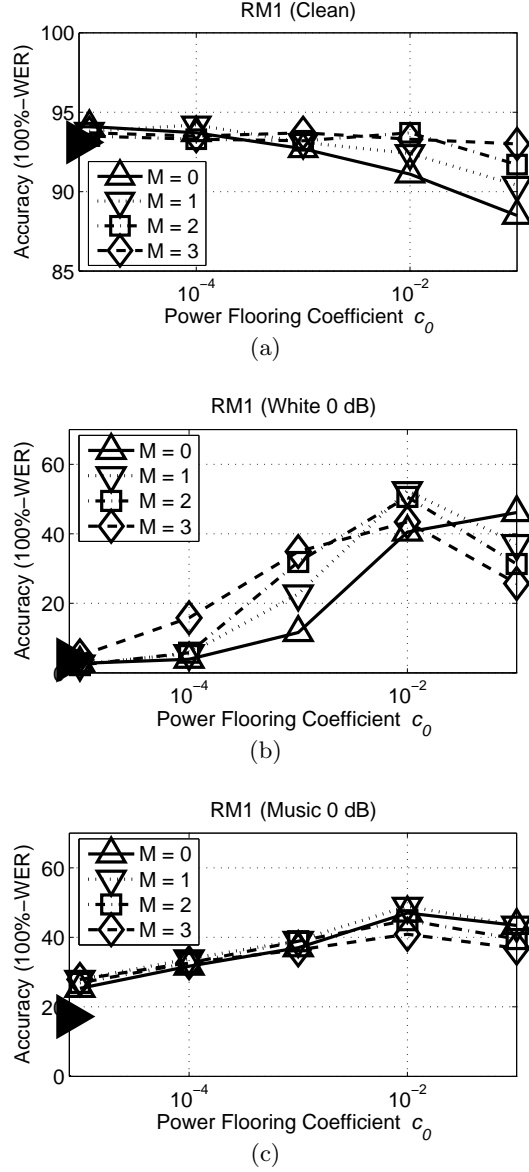 RM1 (Clean)
100
95
90
85
Accuracy (100%−WER)
M = 0
M = 1
M = 2
M = 3
10−4
10−2
Power Flooring Coefficient c0
(a)
RM1 (White 0 dB)
60
40
20
0
Accuracy (100%−WER)
M = 0
M = 1
M = 2
M = 3
10−4
10−2
Power Flooring Coefficient c0
(b)
RM1 (Music 0 dB)
60
40
20
0
Accuracy (100%−WER)
M = 0
M = 1
M = 2
M = 3
10−4
10−2
Power Flooring Coefficient c0
(c)